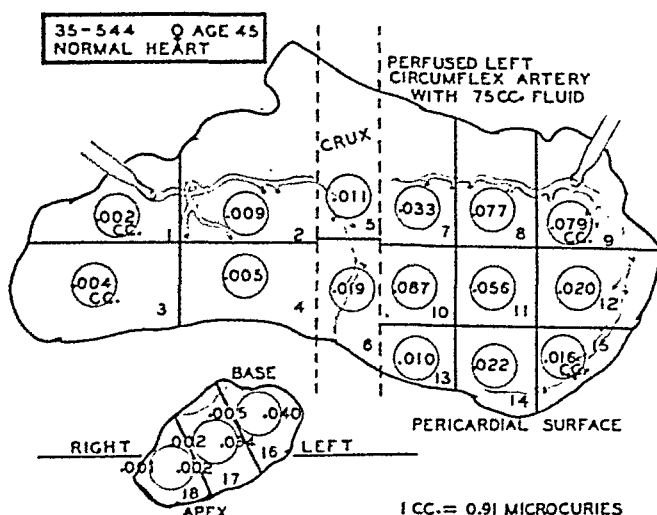 35-544 ♀ AGE 45
NORMAL HEART
PERFUSED LEFT
CIRCUMFLEX ARTERY
WITH 75CC. FLUID
CRUX
.002 CC. 1
.009 2
.011 5
.033 7
.077 8
.079 CC. 9
.004 CC. 3
.005 4
.019 6
.087 10
.056 11
.020 12
.010 13
.022 14
.016 CC. 15
BASE
.005 .040 16
.002 17
RIGHT LEFT
.001 .002 18
APEX
PERICARDIAL SURFACE
1 CC. = 0.91 MICROCURIES